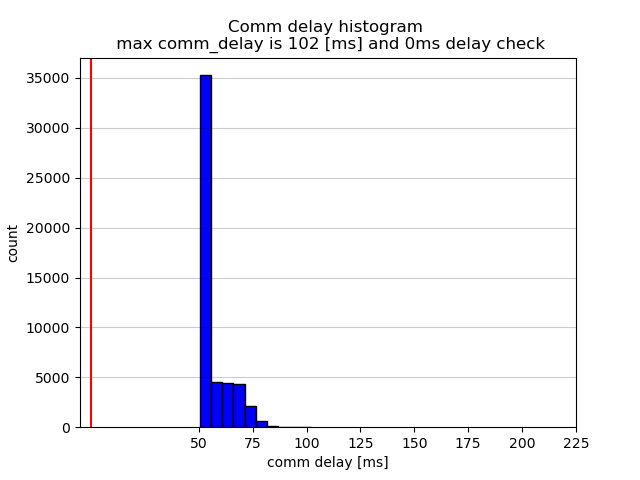 Comm delay histogram
max comm_delay is 102 [ms] and 0ms delay check
35000
30000
25000
20000
15000
10000
5000
0
count
50 75 100 125 150 175 200 225
comm delay [ms]